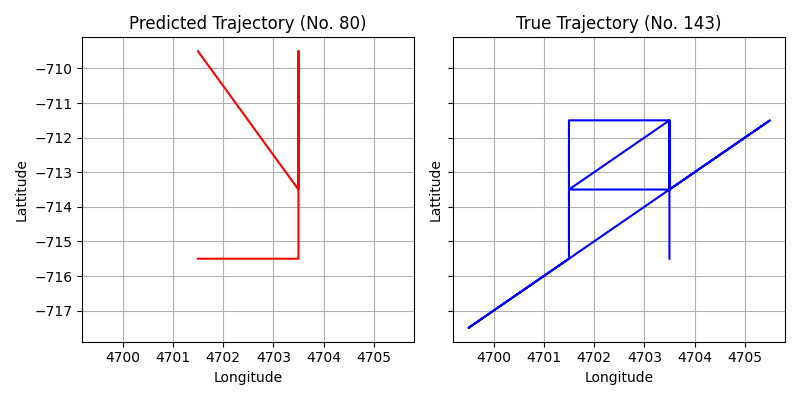 Predicted Trajectory (No. 80)
True Trajectory (No. 143)
−710
−711
−712
−713
−714
−715
−716
−717
Lattitude
Lattitude
4700 4701 4702 4703 4704 4705
4700 4701 4702 4703 4704 4705
Longitude
Longitude